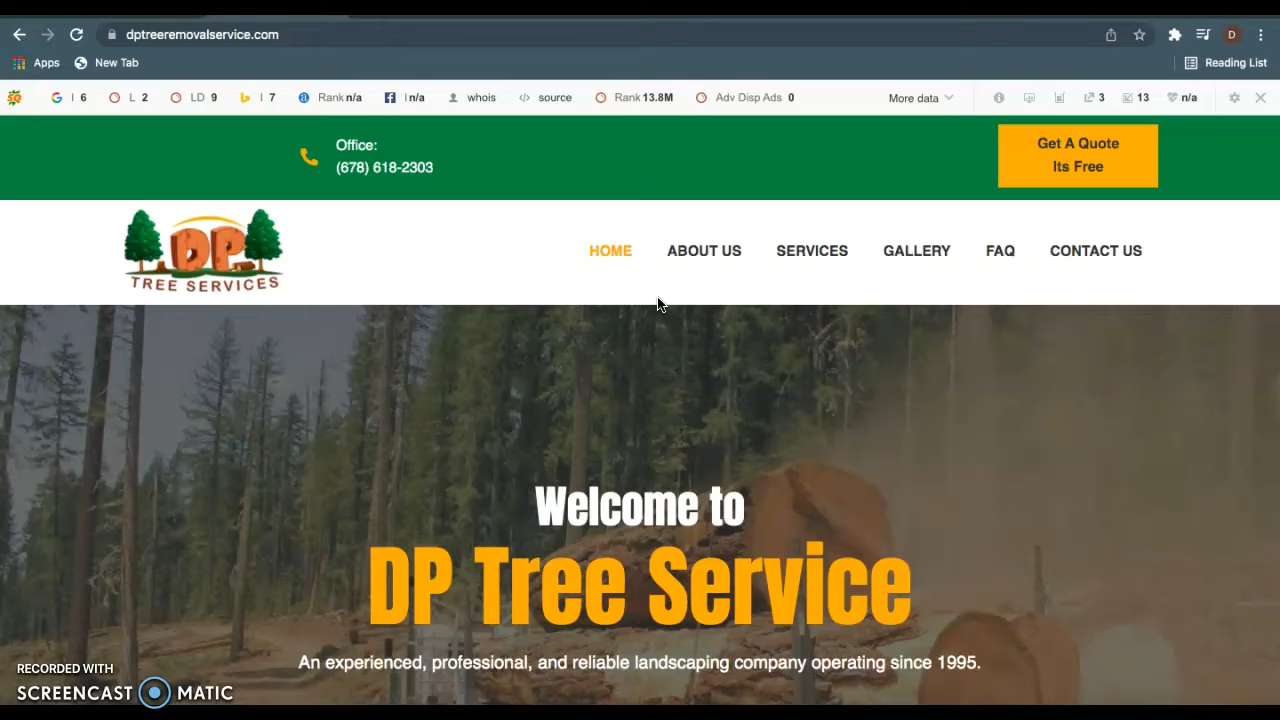 dptreeremovalservice.com
D
Apps
New Tab
Reading List
SQ
I 6
L 2
LD 9
I 7
Rank n/a
I n/a
whois
source
Rank 13.8M
Adv Disp Ads 0
More data
3
13
n/a
Office:
(678) 618-2303
Get A Quote
Its Free
DP
TREE SERVICES
HOME
ABOUT US
SERVICES
GALLERY
FAQ
CONTACT US
Welcome to
DP Tree Service
An experienced, professional, and reliable landscaping company operating since 1995.
RECORDED WITH
SCREENCAST MATIC